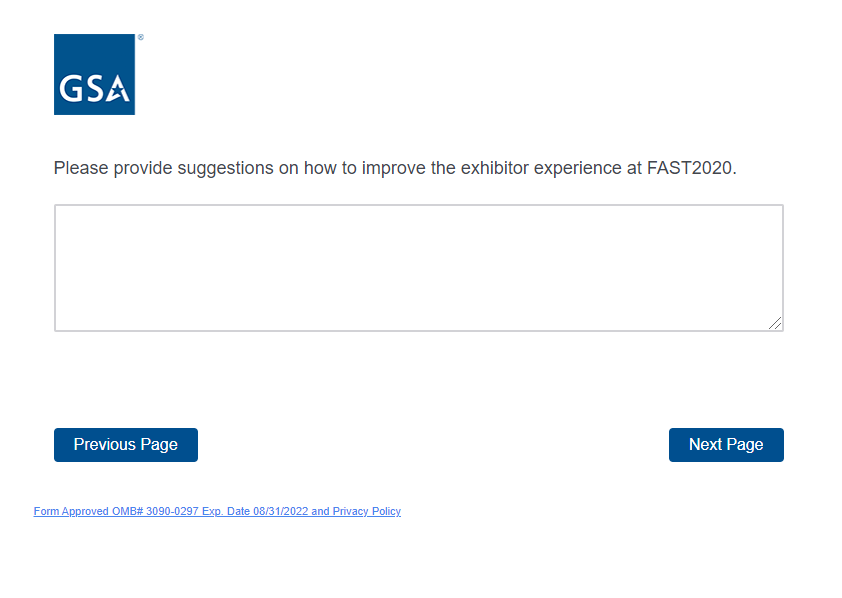 ®
GSA
Please provide suggestions on how to improve the exhibitor experience at FAST2020.
Previous Page
Next Page
Form Approved OMB# 3090-0297 Exp. Date 08/31/2022 and Privacy Policy